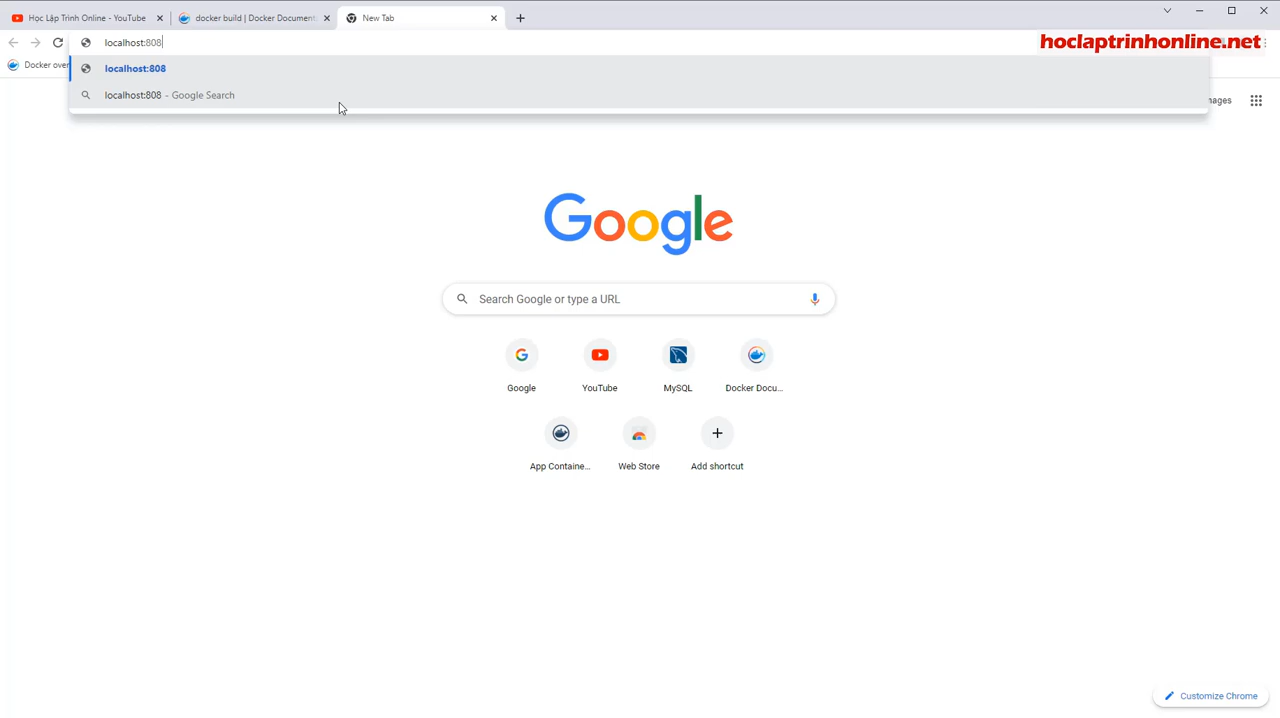 Học Lập Trình Online - YouTube
docker build | Docker Document
New Tab
localhost:808
hoclaptrinhonline.net
Docker over
localhost:808
localhost:808 - Google Search
mages
Google
Search Google or type a URL
Google
YouTube
MySQL
Docker Docu...
App Containe...
Web Store
Add shortcut
Customize Chrome